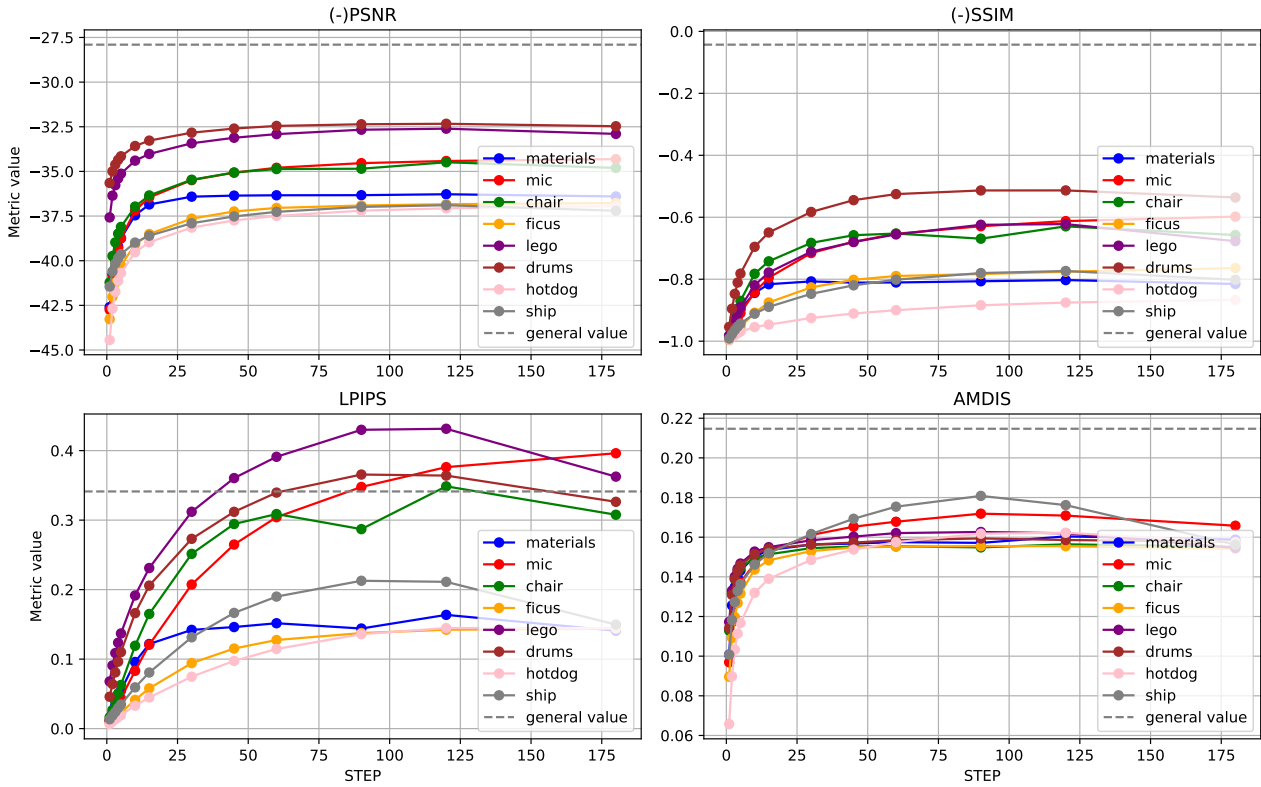 (-)PSNR
Metric value
−27.5
−30.0
−32.5
−35.0
−37.5
−40.0
−42.5
−45.0
0 25 50 75 100 125 150 175
materials
mic
chair
ficus
lego
drums
hotdog
ship
general value
(-)SSIM
0.0
−0.2
−0.4
−0.6
−0.8
−1.0
0 25 50 75 100 125 150 175
materials
mic
chair
ficus
lego
drums
hotdog
ship
general value
LPIPS
Metric value
0.4
0.3
0.2
0.1
0.0
0 25 50 75 100 125 150 175
STEP
materials
mic
chair
ficus
lego
drums
hotdog
ship
general value
AMDIS
0.22
0.20
0.18
0.16
0.14
0.12
0.10
0.08
0.06
0 25 50 75 100 125 150 175
STEP
materials
mic
chair
ficus
lego
drums
hotdog
ship
general value